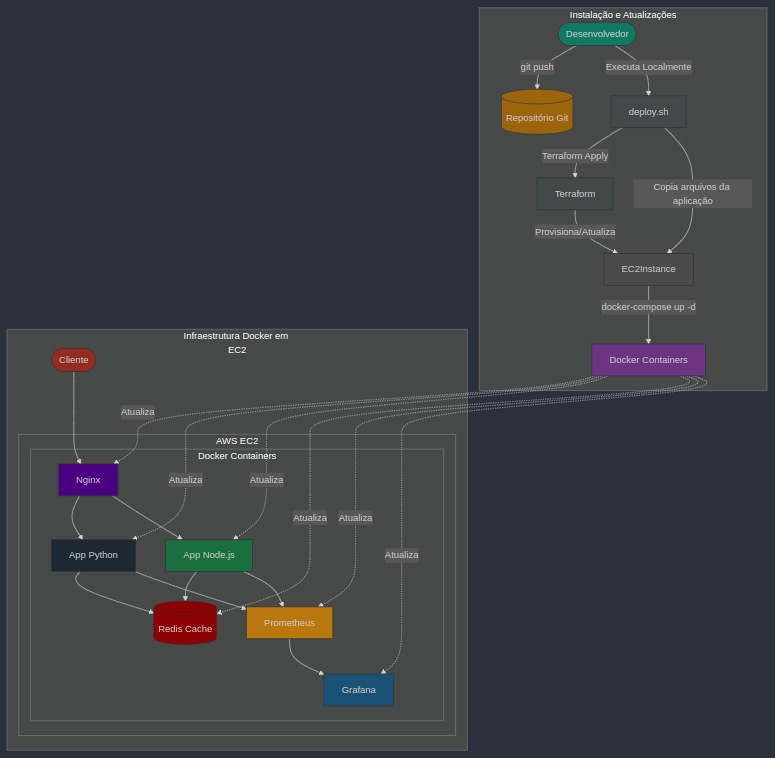 Instalação e Atualizações
Desenvolvedor
git push
Executa Localmente
Repositório Git
deploy.sh
Terraform Apply
Terraform
Copia arquivos da
aplicação
Provisiona/Atualiza
EC2Instance
docker-compose up -d
Docker Containers
Infraestrutura Docker em
EC2
Cliente
Atualiza
AWS EC2
Docker Containers
Nginx
Atualiza
Atualiza
Atualiza
Atualiza
App Python
App Node.js
Atualiza
Redis Cache
Prometheus
Grafana